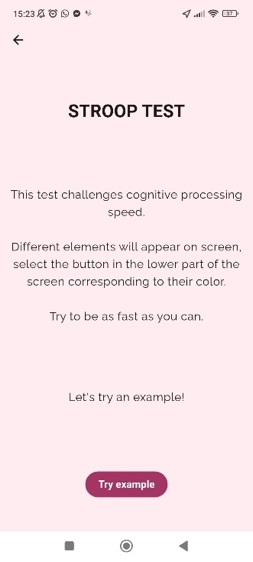 15:23
37
STROOP TEST
This test challenges cognitive processing
speed.
Different elements will appear on screen,
select the button in the lower part of the
screen corresponding to their color.
Try to be as fast as you can.
Let's try an example!
Try example